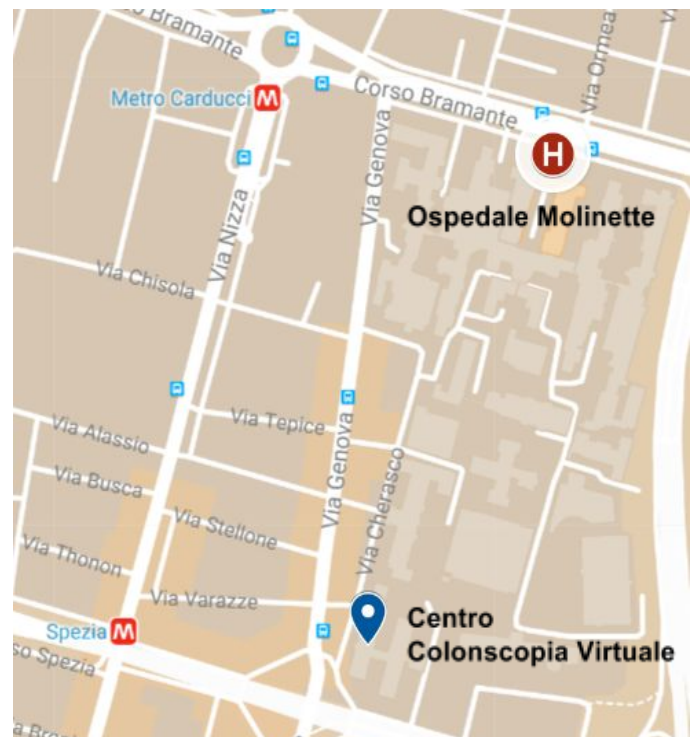 Bramante
Metro Carducci
M
Corso Bramante
Via Ormea
H
Ospedale Molinette
Via Genova
Via Nizza
Via Chisola
Via Tepice
Via Alassio
Via Genova
Via Cherasco
Via Busca
Via Stellone
Via Thonon
Via Varazze
Spezia
M
Centro
Colonscopia Virtuale
so Spezia